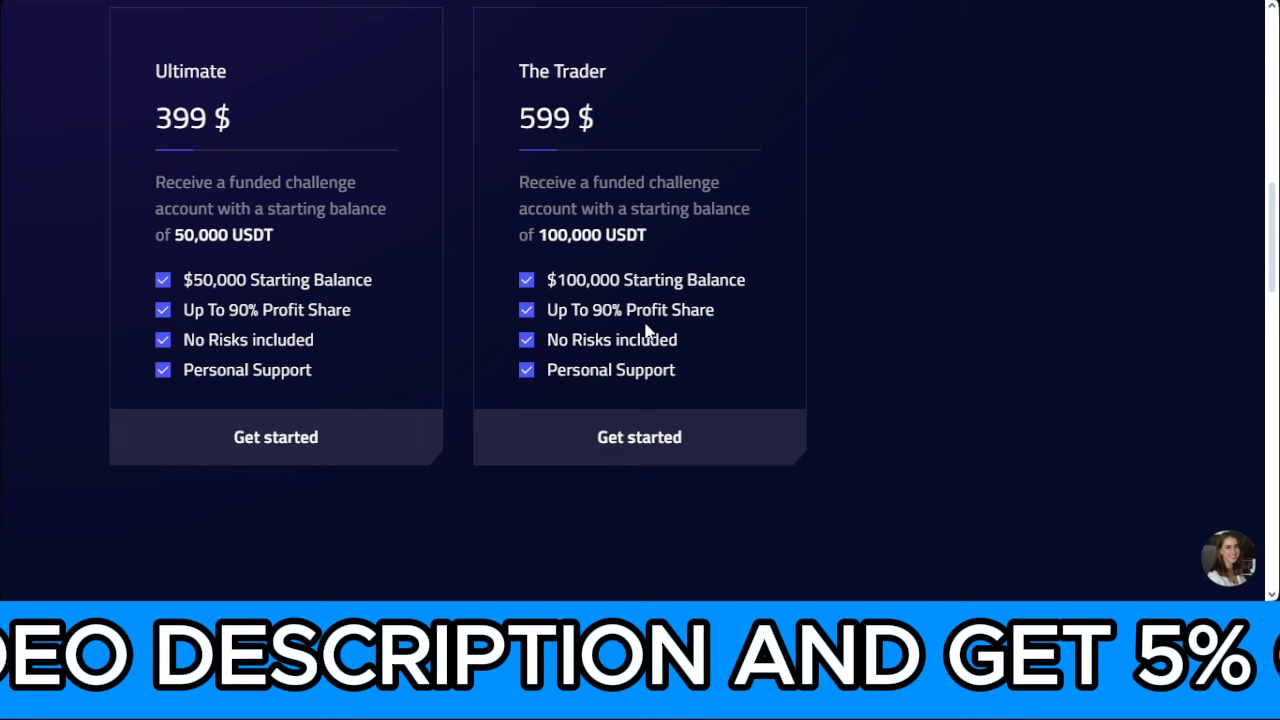 Ultimate
399 $
Receive a funded challenge
account with a starting balance
of 50,000 USDT
$50,000 Starting Balance
Up To 90% Profit Share
No Risks included
Personal Support
Get started
The Trader
599 $
Receive a funded challenge
account with a starting balance
of 100,000 USDT
$100,000 Starting Balance
Up To 90% Profit Share
No Risks included
Personal Support
Get started
DEO DESCRIPTION AND GET 5%